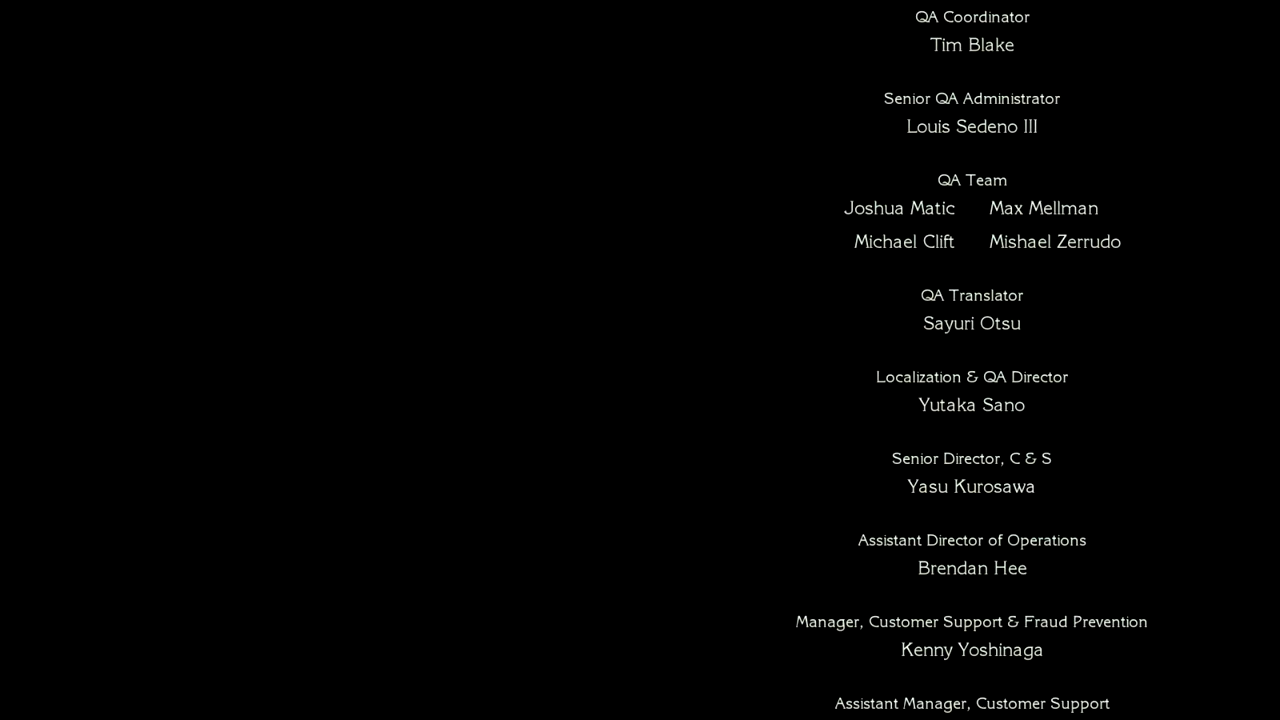 QA Coordinator
Tim Blake
Senior QA Administrator
Louis Sedeno III
QA Team
Joshua Matic Max Mellman
Michael Clift Mishael Zerrudo
QA Translator
Sayuri Otsu
Localization & QA Director
Yutaka Sano
Senior Director, C & S
Yasu Kurosawa
Assistant Director of Operations
Brendan Hee
Manager, Customer Support & Fraud Prevention
Kenny Yoshinaga
Assistant Manager, Customer Support